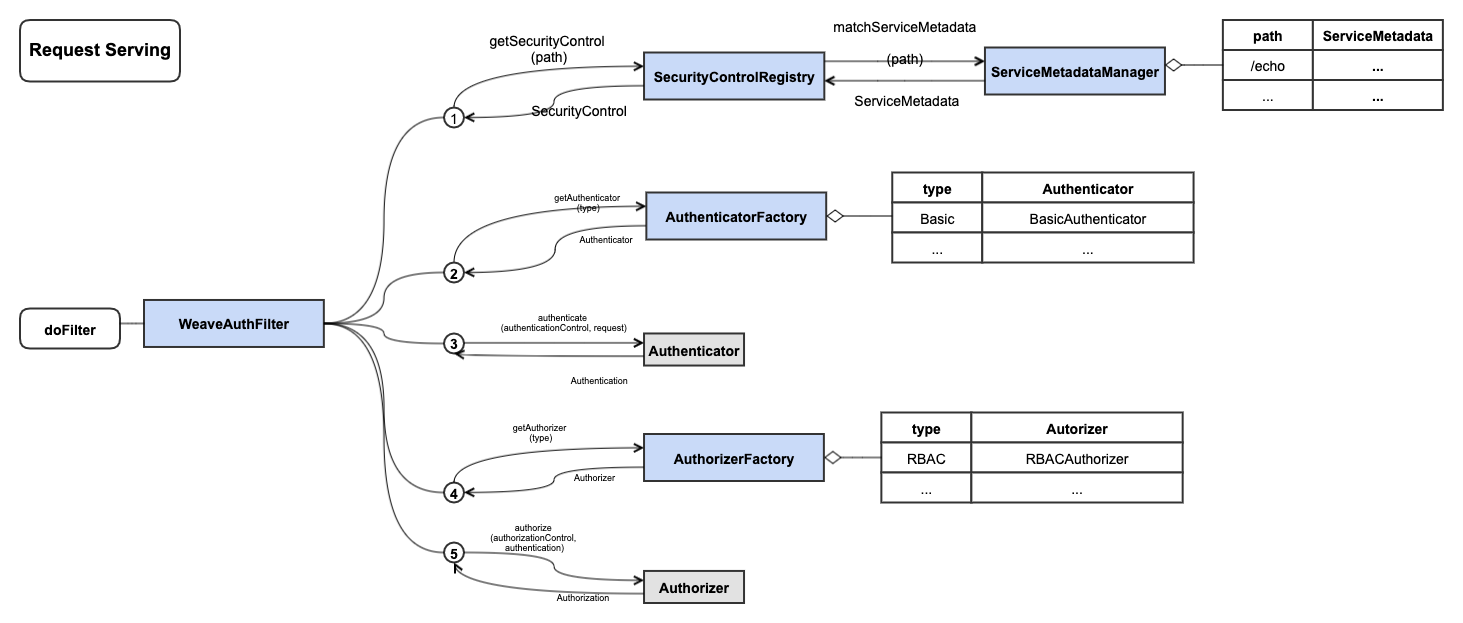 Request Serving
getSecurityControl
(path)
SecurityControlRegistry
SecurityControl
1
matchServiceMetadata
(path)
ServiceMetadata
ServiceMetadataManager
path ServiceMetadata
/echo ...
... ...
getAuthenticator
(type)
AuthenticatorFactory
Authenticator
2
type Authenticator
Basic BasicAuthenticator
... ...
doFilter
WeaveAuthFilter
authenticate
(authenticationControl, request)
3
Authenticator
Authentication
getAuthorizer
(type)
AuthorizerFactory
Authorizer
4
type Autorizer
RBAC RBACAuthorizer
... ...
authorize
(authorizationControl,
authentication)
5
Authorizer
Authorization